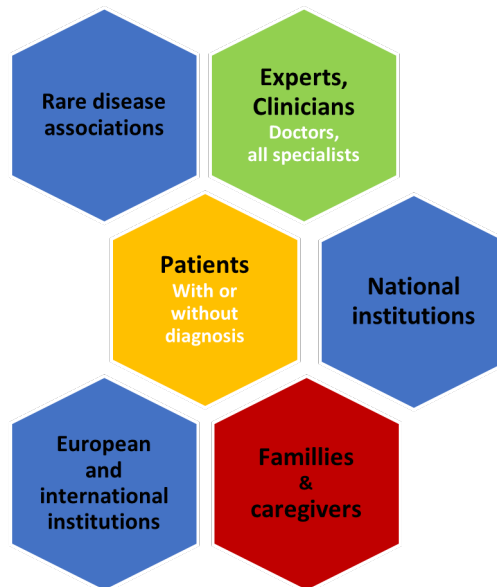 Rare disease
associations
Experts,
Clinicians
Doctors,
all specialists
Patients
With or
without
diagnosis
National
institutions
European
and
international
institutions
Famillies
&
caregivers